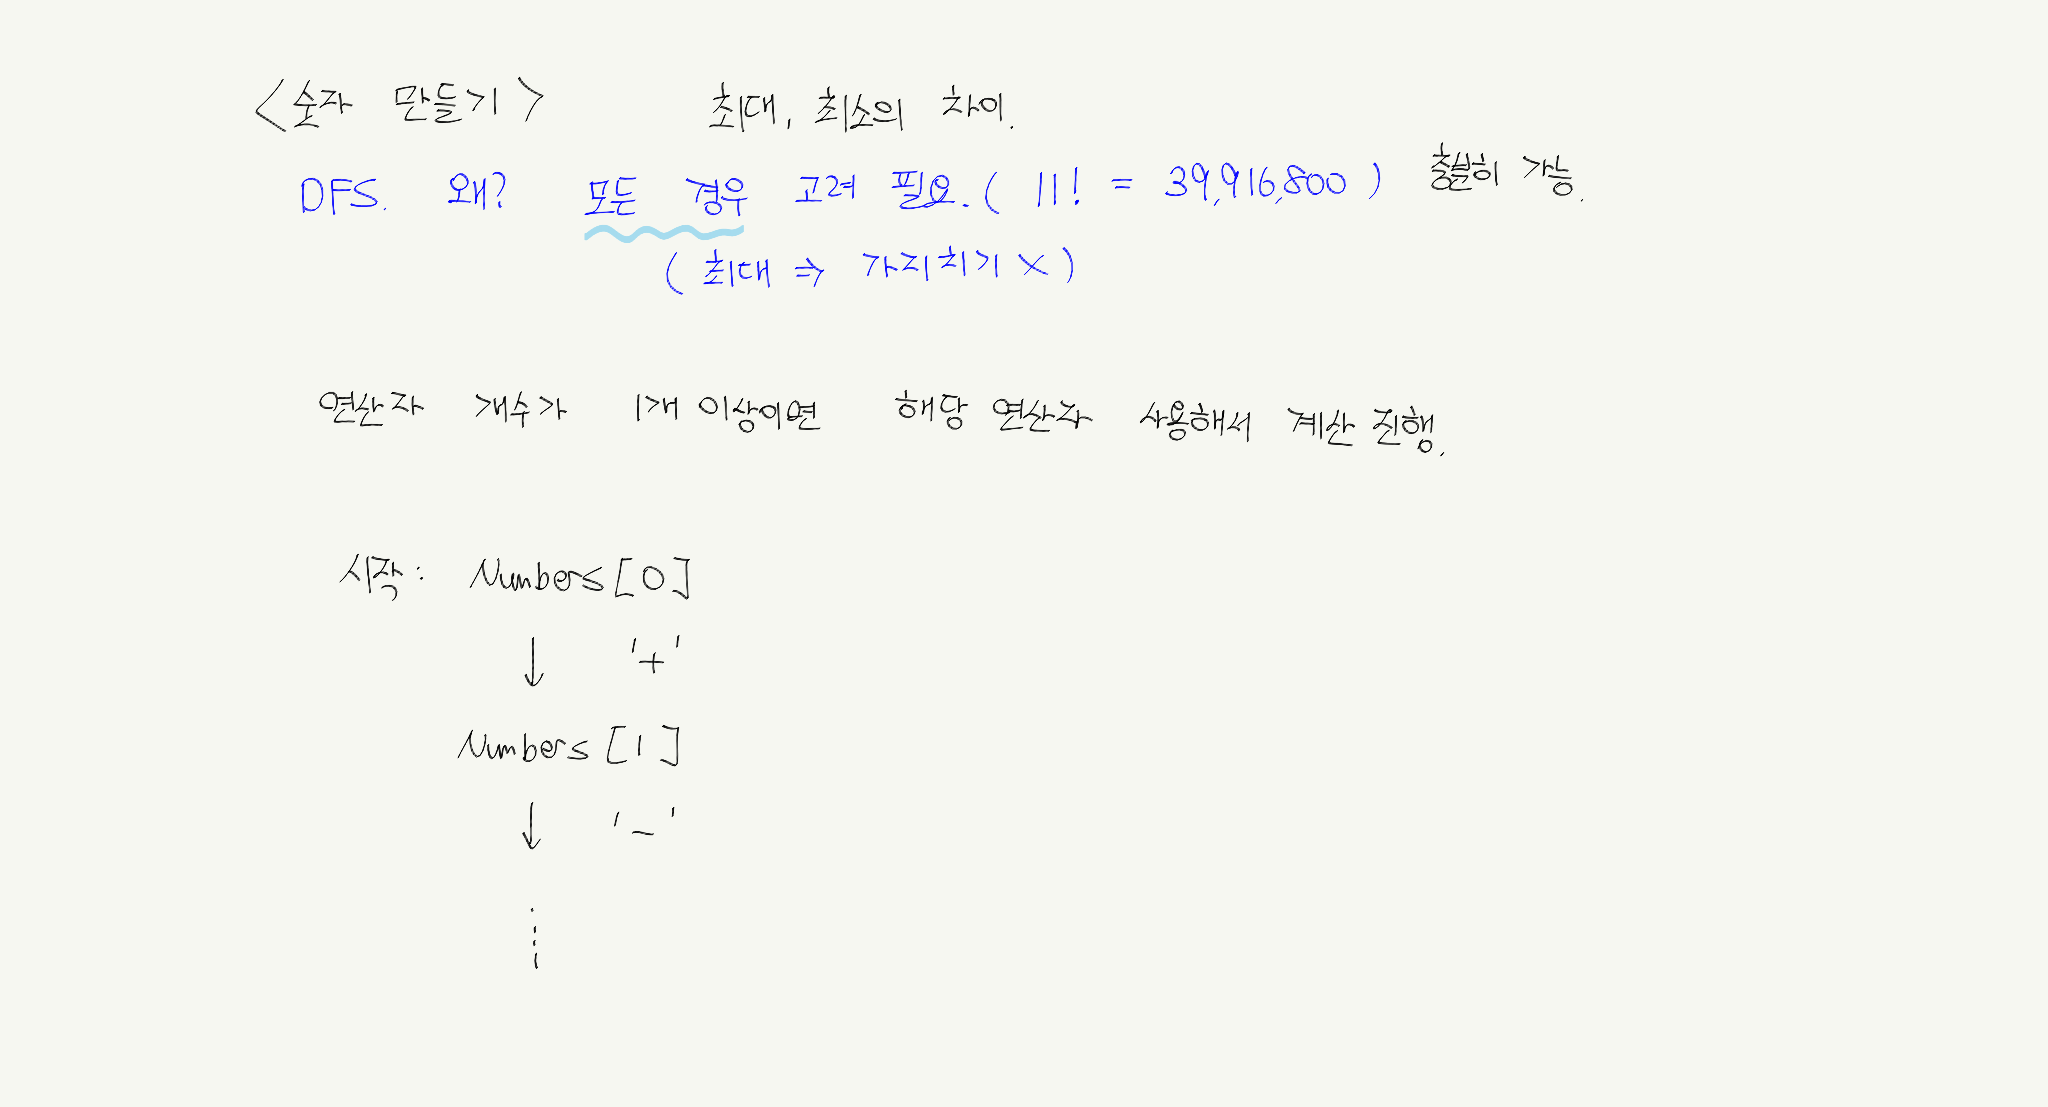 <숫자 만들기> 최대, 최소의 차이.
DFS. 왜? 모든 경우 고려 필요. ( 11! = 39,916,800 ) 충분히 가능.
( 최대 ⇒ 가지치기 X )
연산자 개수가 1개 이상이면 해당 연산자 사용해서 계산 진행.
시작: Numbers[0]
↓ '+'
Numbers [1]
↓ '-'
⋮